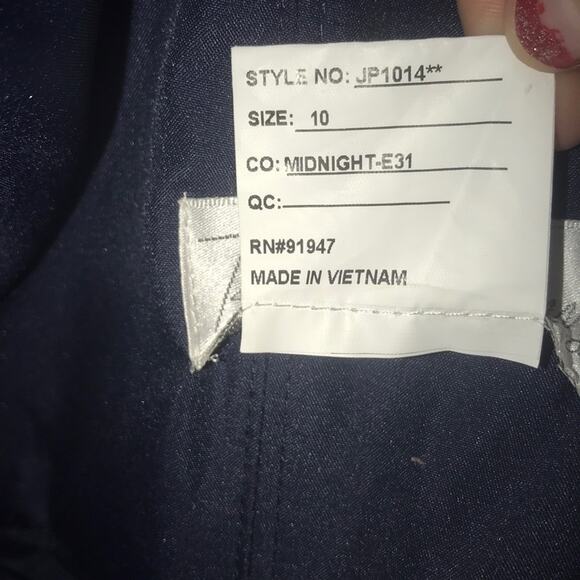 STYLE NO: JP1014**
SIZE: 10
CO: MIDNIGHT-E31
QC:
RN#91947
MADE IN VIETNAM